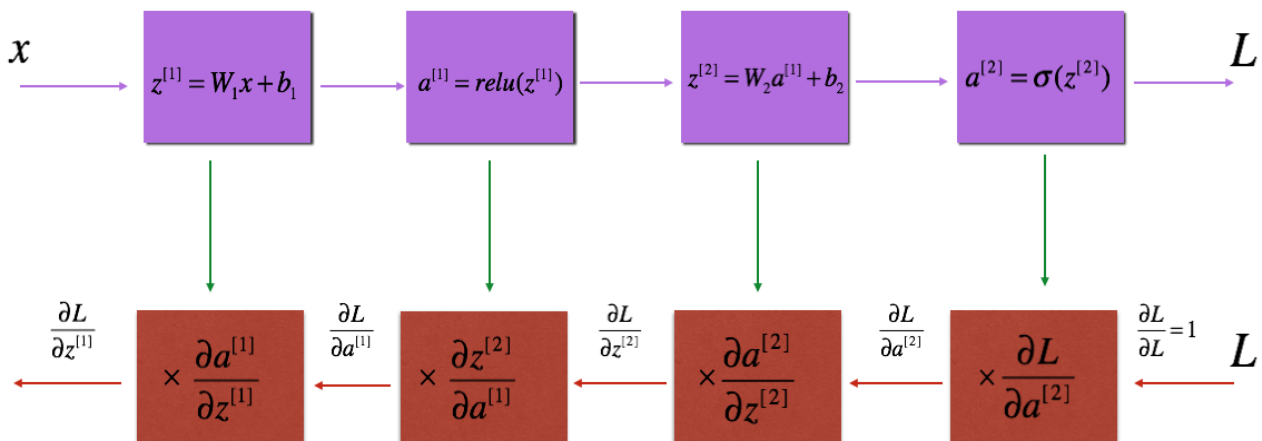 x
z^{[1]} = W_1x + b_1
a^{[1]} = relu(z^{[1]})
z^{[2]} = W_2a^{[1]} + b_2
a^{[2]} = σ(z^{[2]})
L
∂L/∂z^{[1]}
× ∂a^{[1]}/∂z^{[1]}
∂L/∂a^{[1]}
× ∂z^{[2]}/∂a^{[1]}
∂L/∂z^{[2]}
× ∂a^{[2]}/∂z^{[2]}
∂L/∂a^{[2]}
× ∂L/∂a^{[2]}
∂L/∂L = 1
L